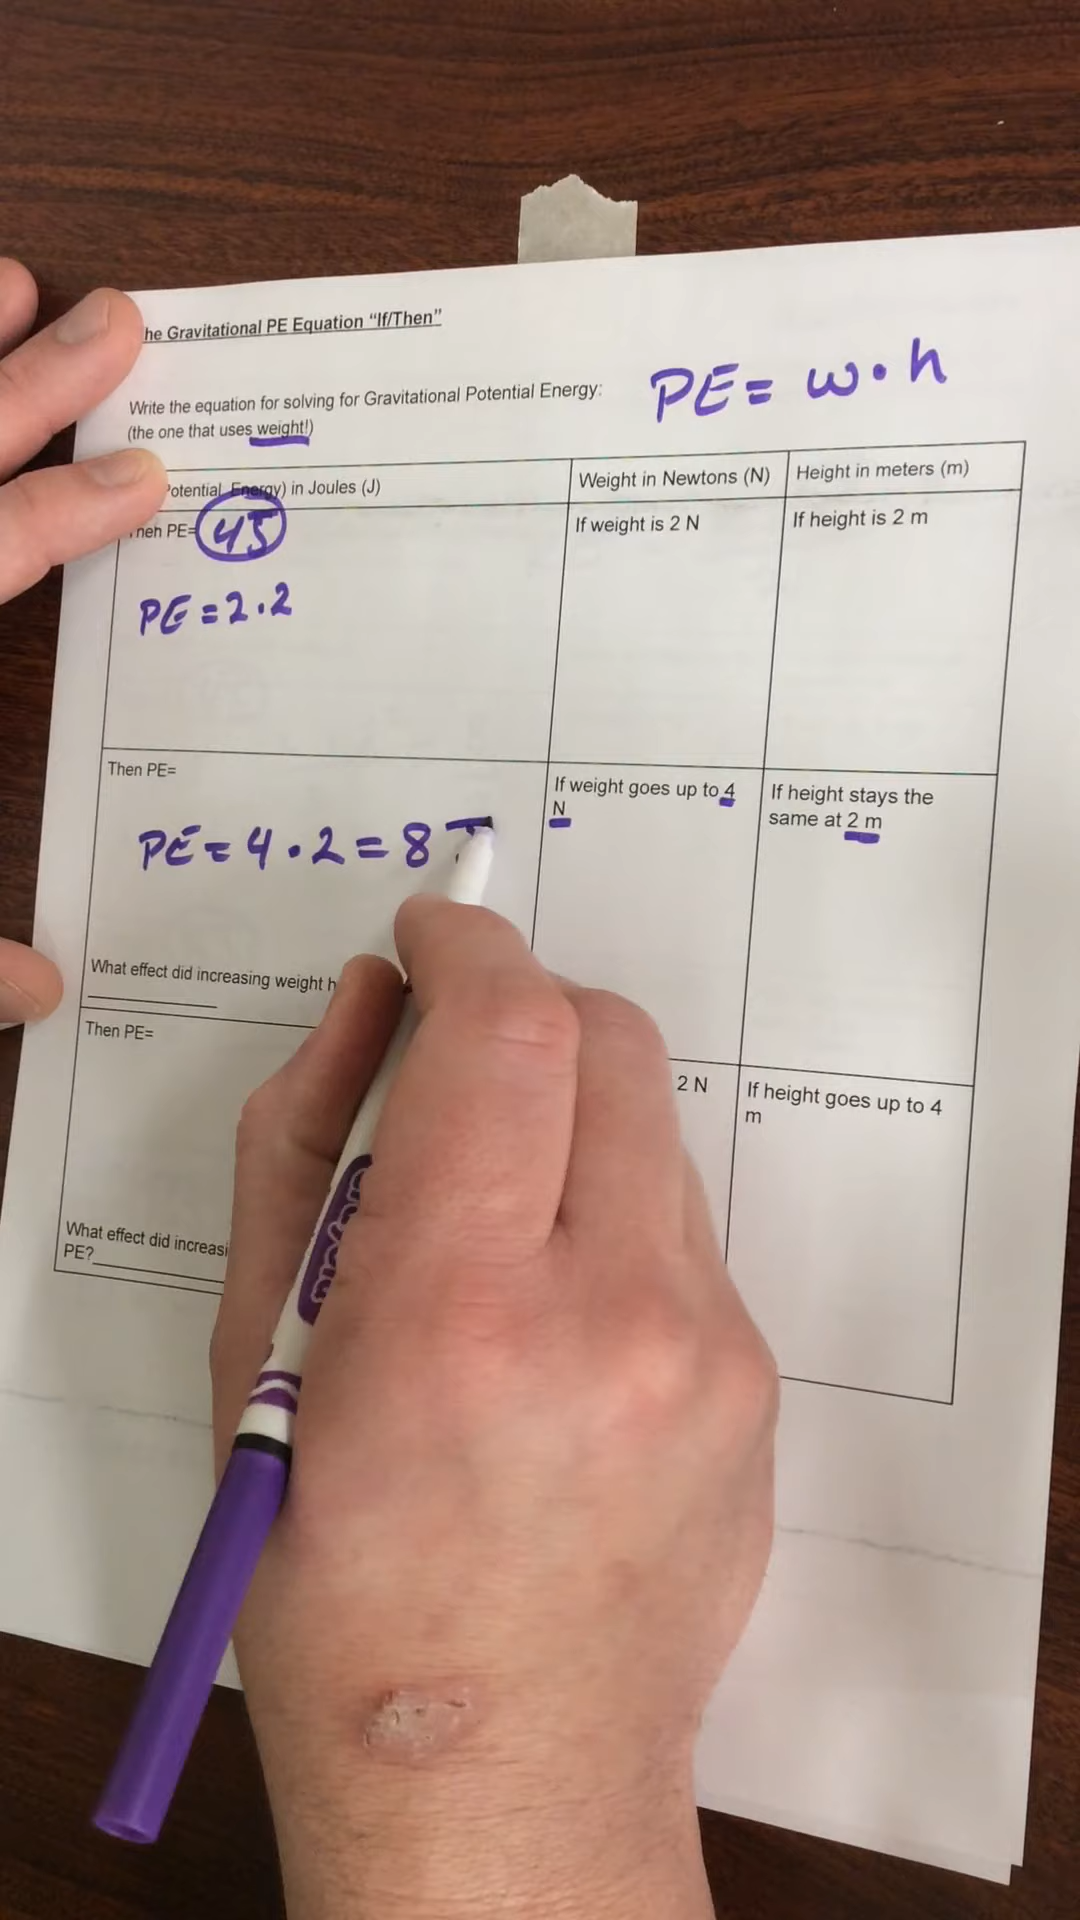 he Gravitational PE Equation “If/Then”
Write the equation for solving for Gravitational Potential Energy:
(the one that uses weight!)
PE = w • h
Potential Energy) in Joules (J)
Weight in Newtons (N)
Height in meters (m)
Then PE= 4J
PE = 2 . 2
If weight is 2 N
If height is 2 m
Then PE=
PE = 4 • 2 = 8 J
What effect did increasing weight h
If weight goes up to 4
N
If height stays the
same at 2 m
Then PE=
What effect did increasi
PE?
2 N
If height goes up to 4
m